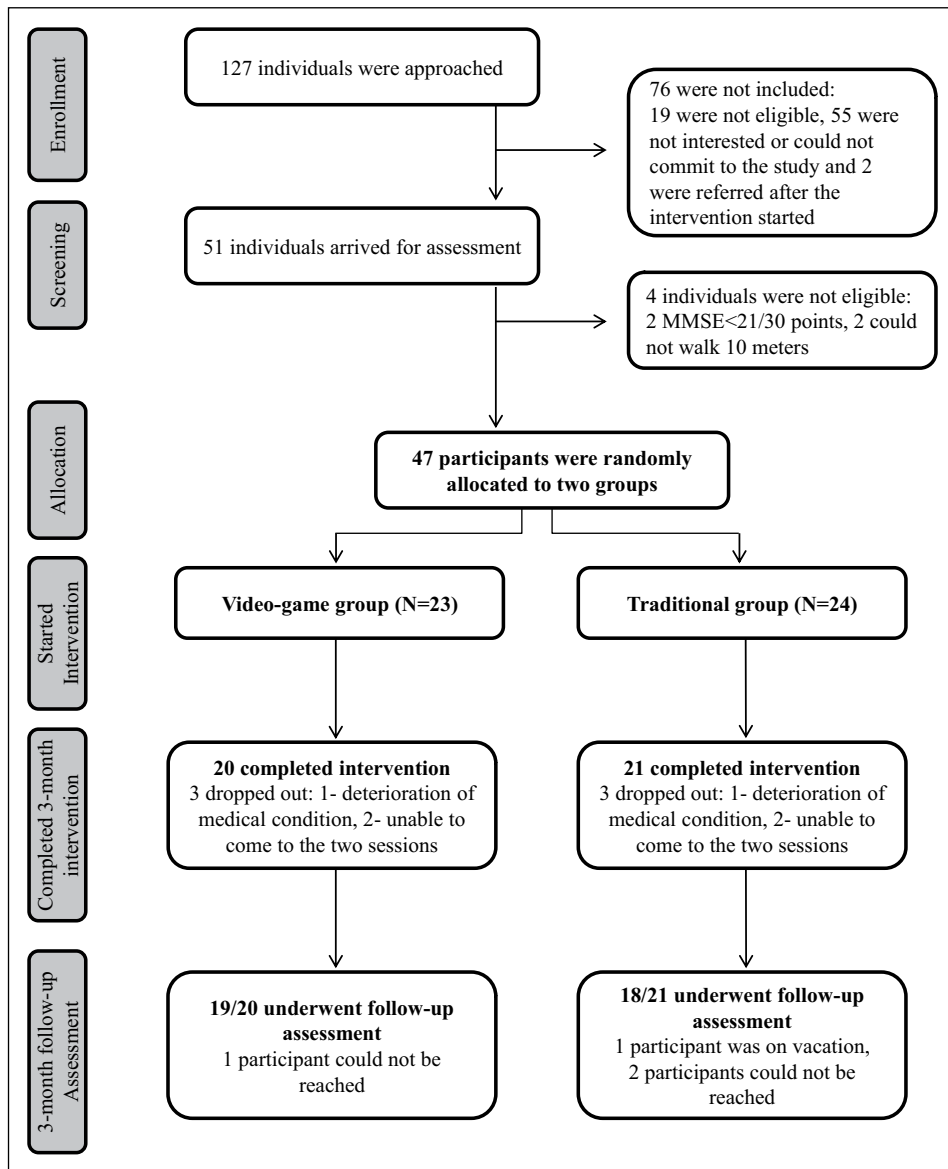 Enrollment
127 individuals were approached
76 were not included:
19 were not eligible, 55 were
not interested or could not
commit to the study and 2
were referred after the
intervention started
Screening
51 individuals arrived for assessment
4 individuals were not eligible:
2 MMSE<21/30 points, 2 could
not walk 10 meters
Allocation
47 participants were randomly
allocated to two groups
Started
Intervention
Video-game group (N=23)
Traditional group (N=24)
Completed 3-month
intervention
20 completed intervention
3 dropped out: 1- deterioration of
medical condition, 2- unable to
come to the two sessions
21 completed intervention
3 dropped out: 1- deterioration of
medical condition, 2- unable to
come to the two sessions
3-month follow-up
Assessment
19/20 underwent follow-up
assessment
1 participant could not be
reached
18/21 underwent follow-up
assessment
1 participant was on vacation,
2 participants could not be
reached